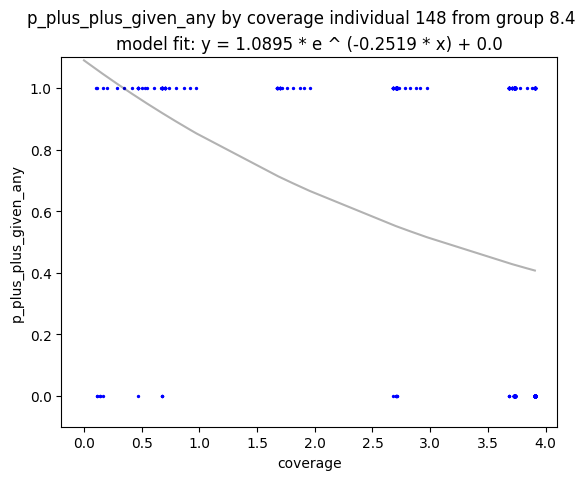 p_plus_plus_given_any by coverage individual 148 from group 8.4
model fit: y = 1.0895 * e ^ (-0.2519 * x) + 0.0
1.0
0.8
0.6
0.4
0.2
0.0
p_plus_plus_given_any
0.0 0.5 1.0 1.5 2.0 2.5 3.0 3.5 4.0
coverage